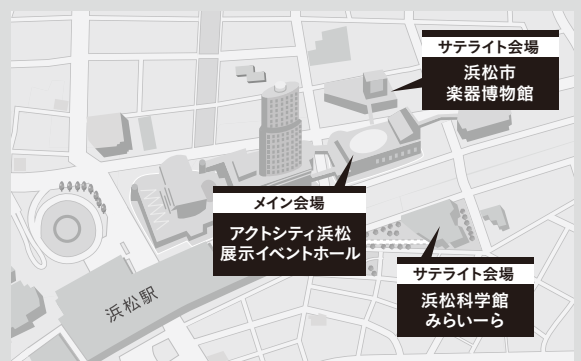 サテライト会場
浜松市
楽器博物館
メイン会場
アクトシティ浜松
展示イベントホール
サテライト会場
浜松科学館
みらいーら
浜松駅